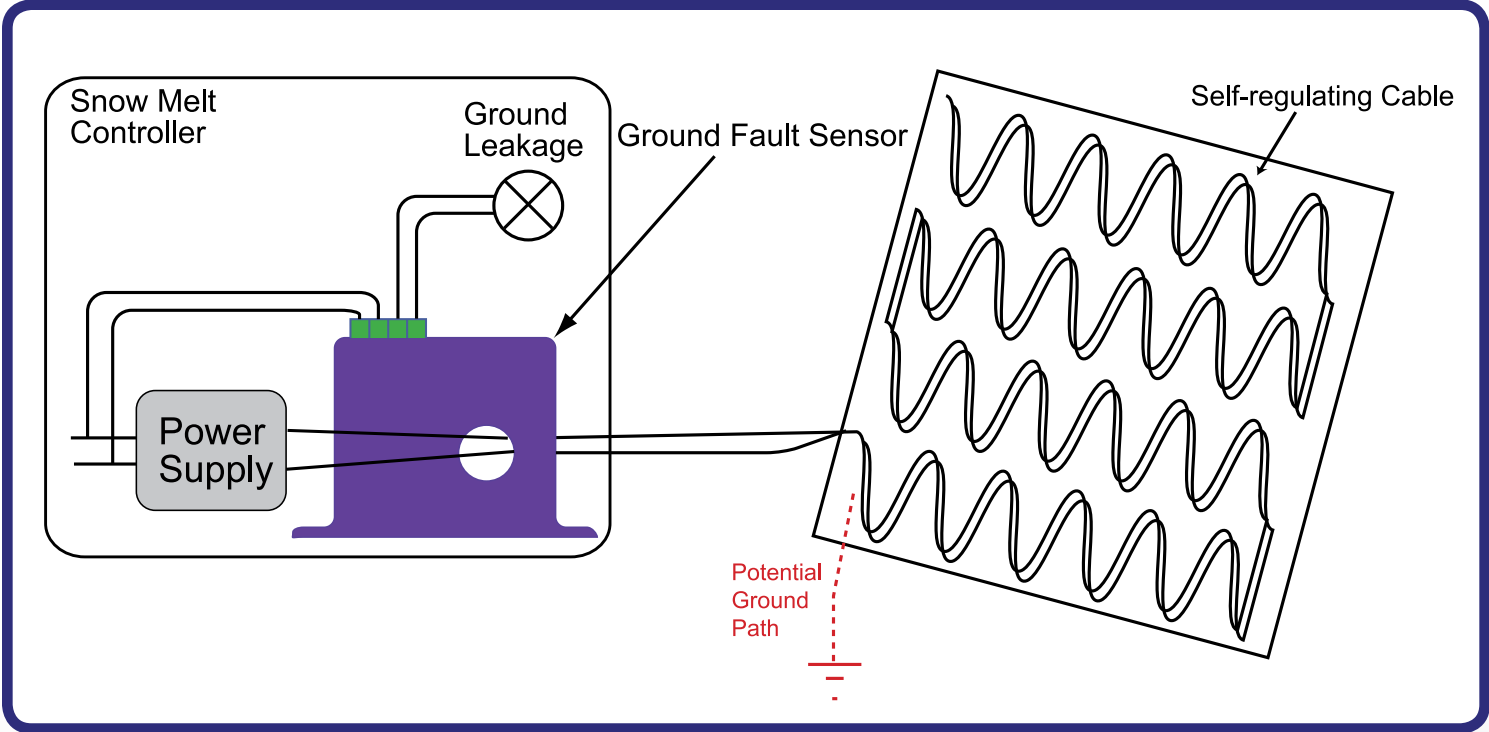 Snow Melt
Controller
Ground
Leakage
Ground Fault Sensor
Self-regulating Cable
Power
Supply
Potential
Ground
Path